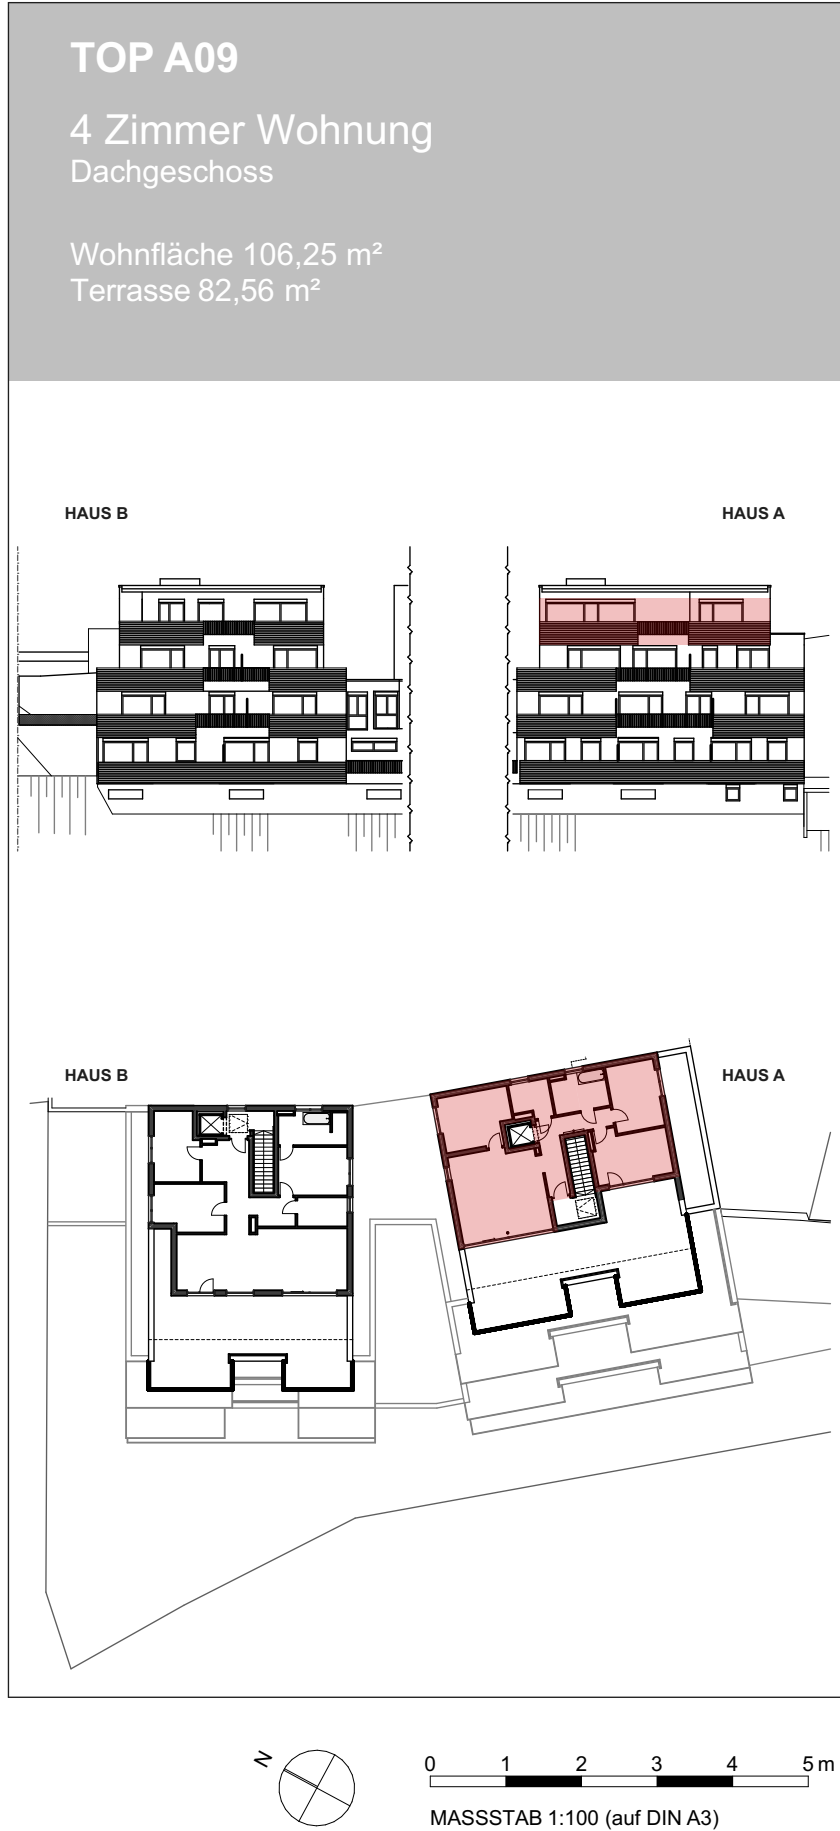 TOP A09
4 Zimmer Wohnung
Dachgeschoss
Wohnfläche 106,25 m²
Terrasse 82,56 m²
HAUS B
HAUS A
HAUS B
HAUS A
N
0 1 2 3 4 5 m
MASSSTAB 1:100 (auf DIN A3)